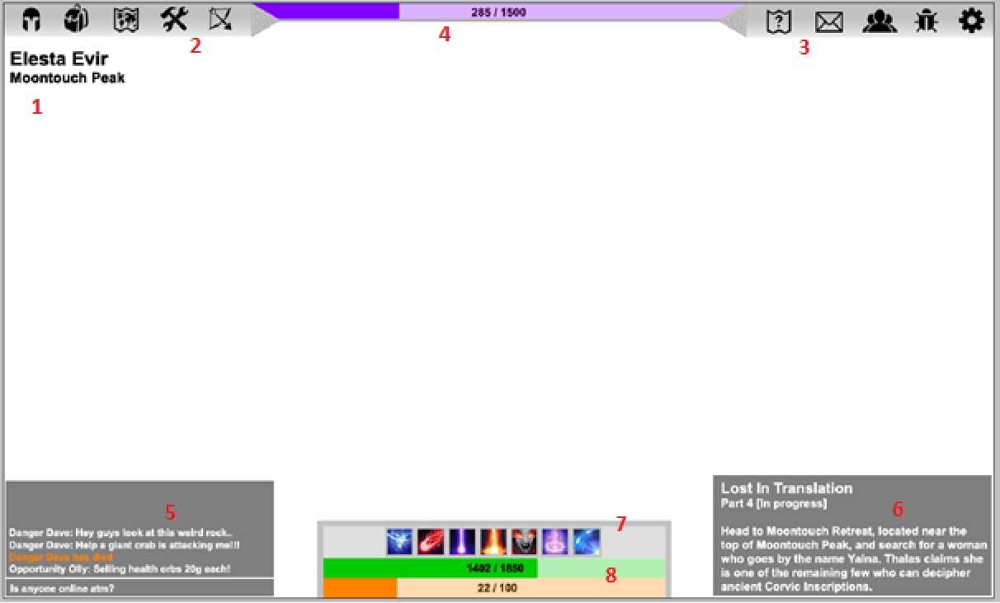 285 / 1500
2
4
3
Elesta Evir
Moontouch Peak
1
5
Danger Dave: Hey guys look at this weird rock..
Danger Dave: Help a giant crab is attacking me!!!
Danger Dave has died
Opportunity Olly: Selling health orbs 20g each!
Is anyone online atm?
7
1402 / 1850
8
22 / 100
Lost In Translation
Part 4 [In progress]
6
Head to Moontouch Retreat, located near the
top of Moontouch Peak, and search for a woman
who goes by the name Yalna. Thalas claims she
is one of the remaining few who can decipher
ancient Corvic Inscriptions.